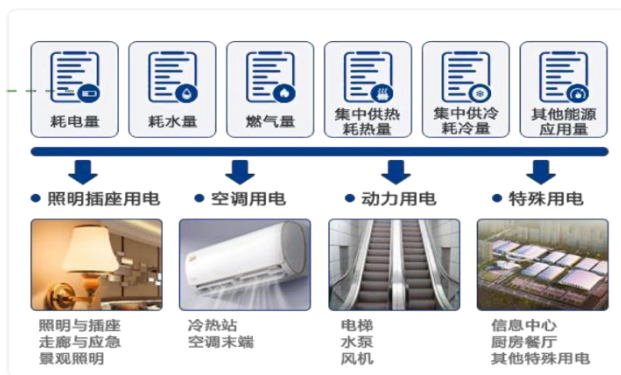 耗电量
耗水量
燃气量
集中供热
耗热量
集中供冷
耗冷量
其他能源
应用量
• 照明插座用电
• 空调用电
• 动力用电
• 特殊用电
照明与插座
走廊与应急
景观照明
冷热站
空调末端
电梯
水泵
风机
信息中心
厨房餐厅
其他特殊用电